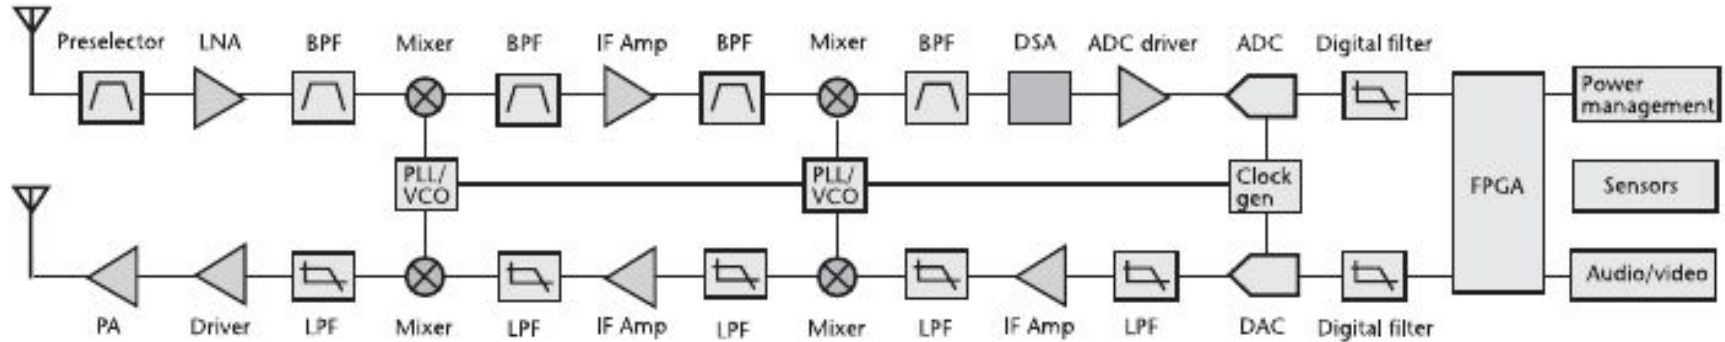 Preselector LNA BPF Mixer BPF IF Amp BPF Mixer BPF DSA ADC driver ADC Digital filter
Power
management
PLL/
VCO
PLL/
VCO
Clock
gen
FPGA
Sensors
Audio/video
PA Driver LPF Mixer LPF IF Amp LPF Mixer LPF IF Amp LPF DAC Digital filter